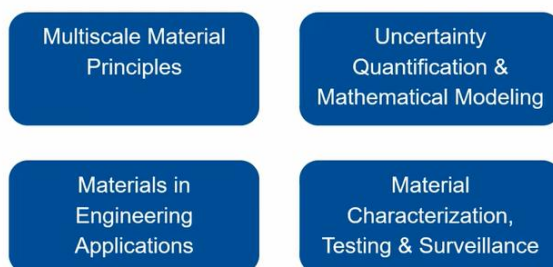 Multiscale Material
Principles
Uncertainty
Quantification &
Mathematical Modeling
Materials in
Engineering
Applications
Material
Characterization,
Testing & Surveillance